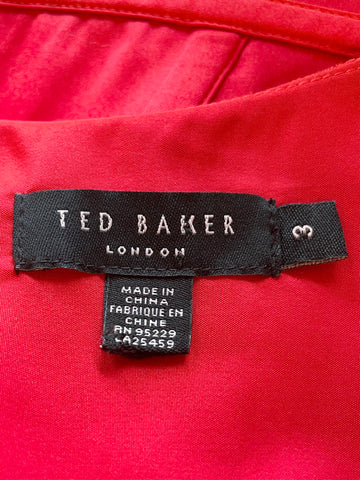 TED BAKER
LONDON
3
MADE IN
CHINA
FABRIQUE EN
CHINE
RN 95229
CA25459